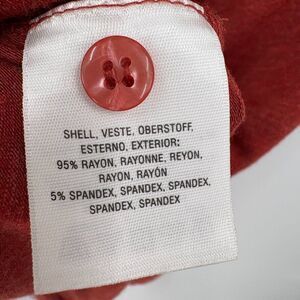 SHELL, VESTE, OBERSTOFF,
ESTERNO, EXTERIOR:
95% RAYON, RAYONNE, REYON,
RAYON, RAYÓN
5% SPANDEX, SPANDEX, SPANDEX,
SPANDEX, SPANDEX